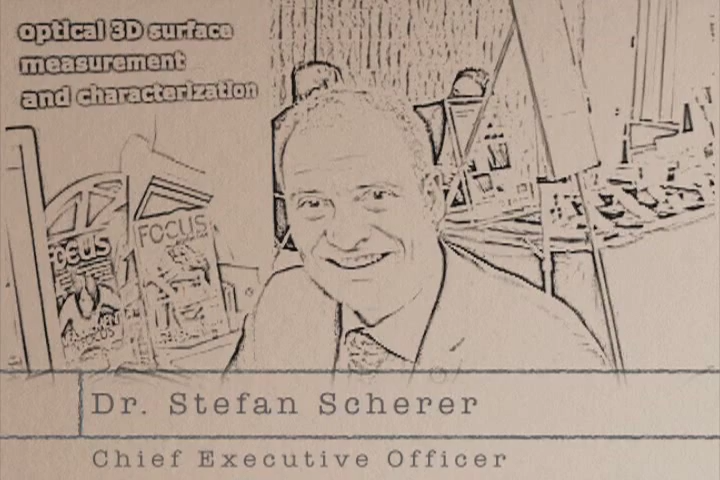 optical 3D surface
measurement
and characterization
FOCUS
FOCUS
Dr. Stefan Scherer
Chief Executive Officer